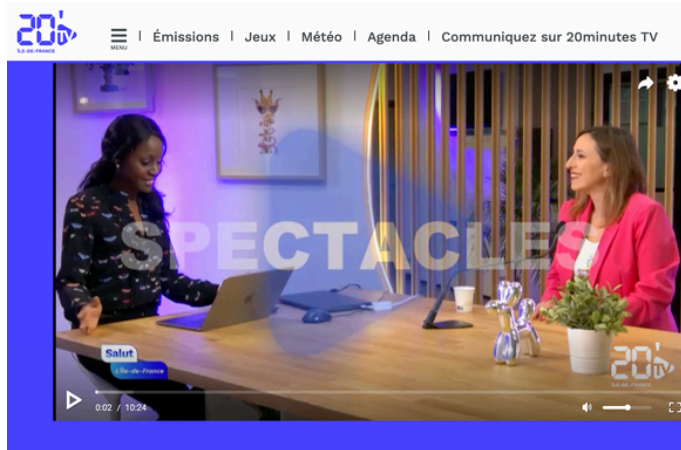 20' TV
ÎLE-DE-FRANCE
MENU
Émissions
Jeux
Météo
Agenda
Communiquez sur 20minutes TV
SPECTACLES
Salut
L'Île-de-France
20' TV
ÎLE-DE-FRANCE
0:02 / 10:24